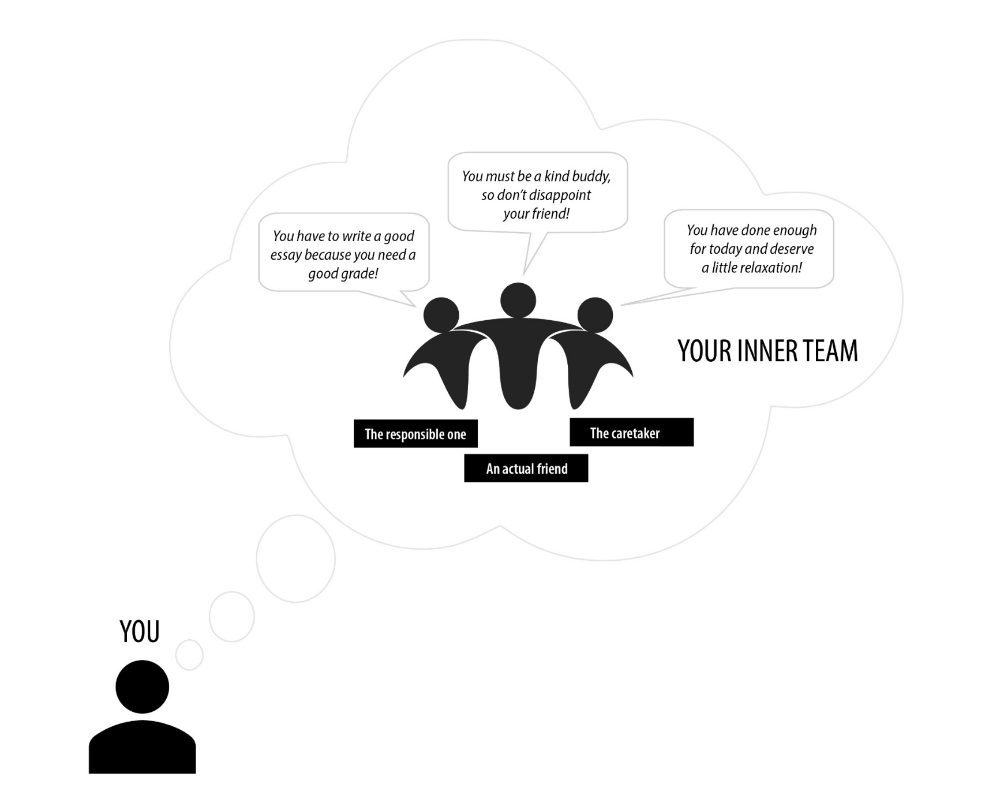 You must be a kind buddy,
so don't disappoint
your friend!
You have to write a good
essay because you need a
good grade!
You have done enough
for today and deserve
a little relaxation!
YOUR INNER TEAM
The responsible one
The caretaker
An actual friend
YOU